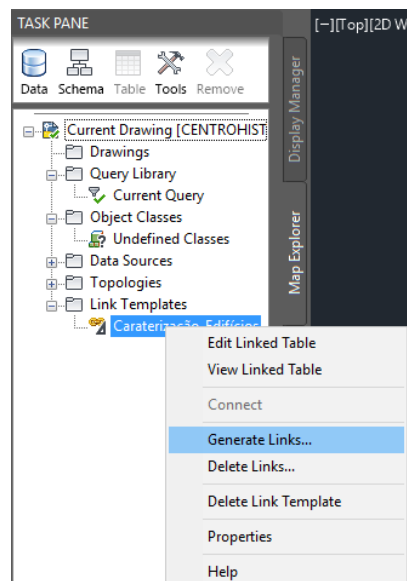 TASK PANE
[−][Top][2D W
Data Schema Table Tools Remove
Display Manager
Map Explorer
Current Drawing [CENTROHIST
Drawings
Query Library
Current Query
Object Classes
Undefined Classes
Data Sources
Topologies
Link Templates
Caraterização_Edifícios
Edit Linked Table
View Linked Table
Connect
Generate Links...
Delete Links...
Delete Link Template
Properties
Help